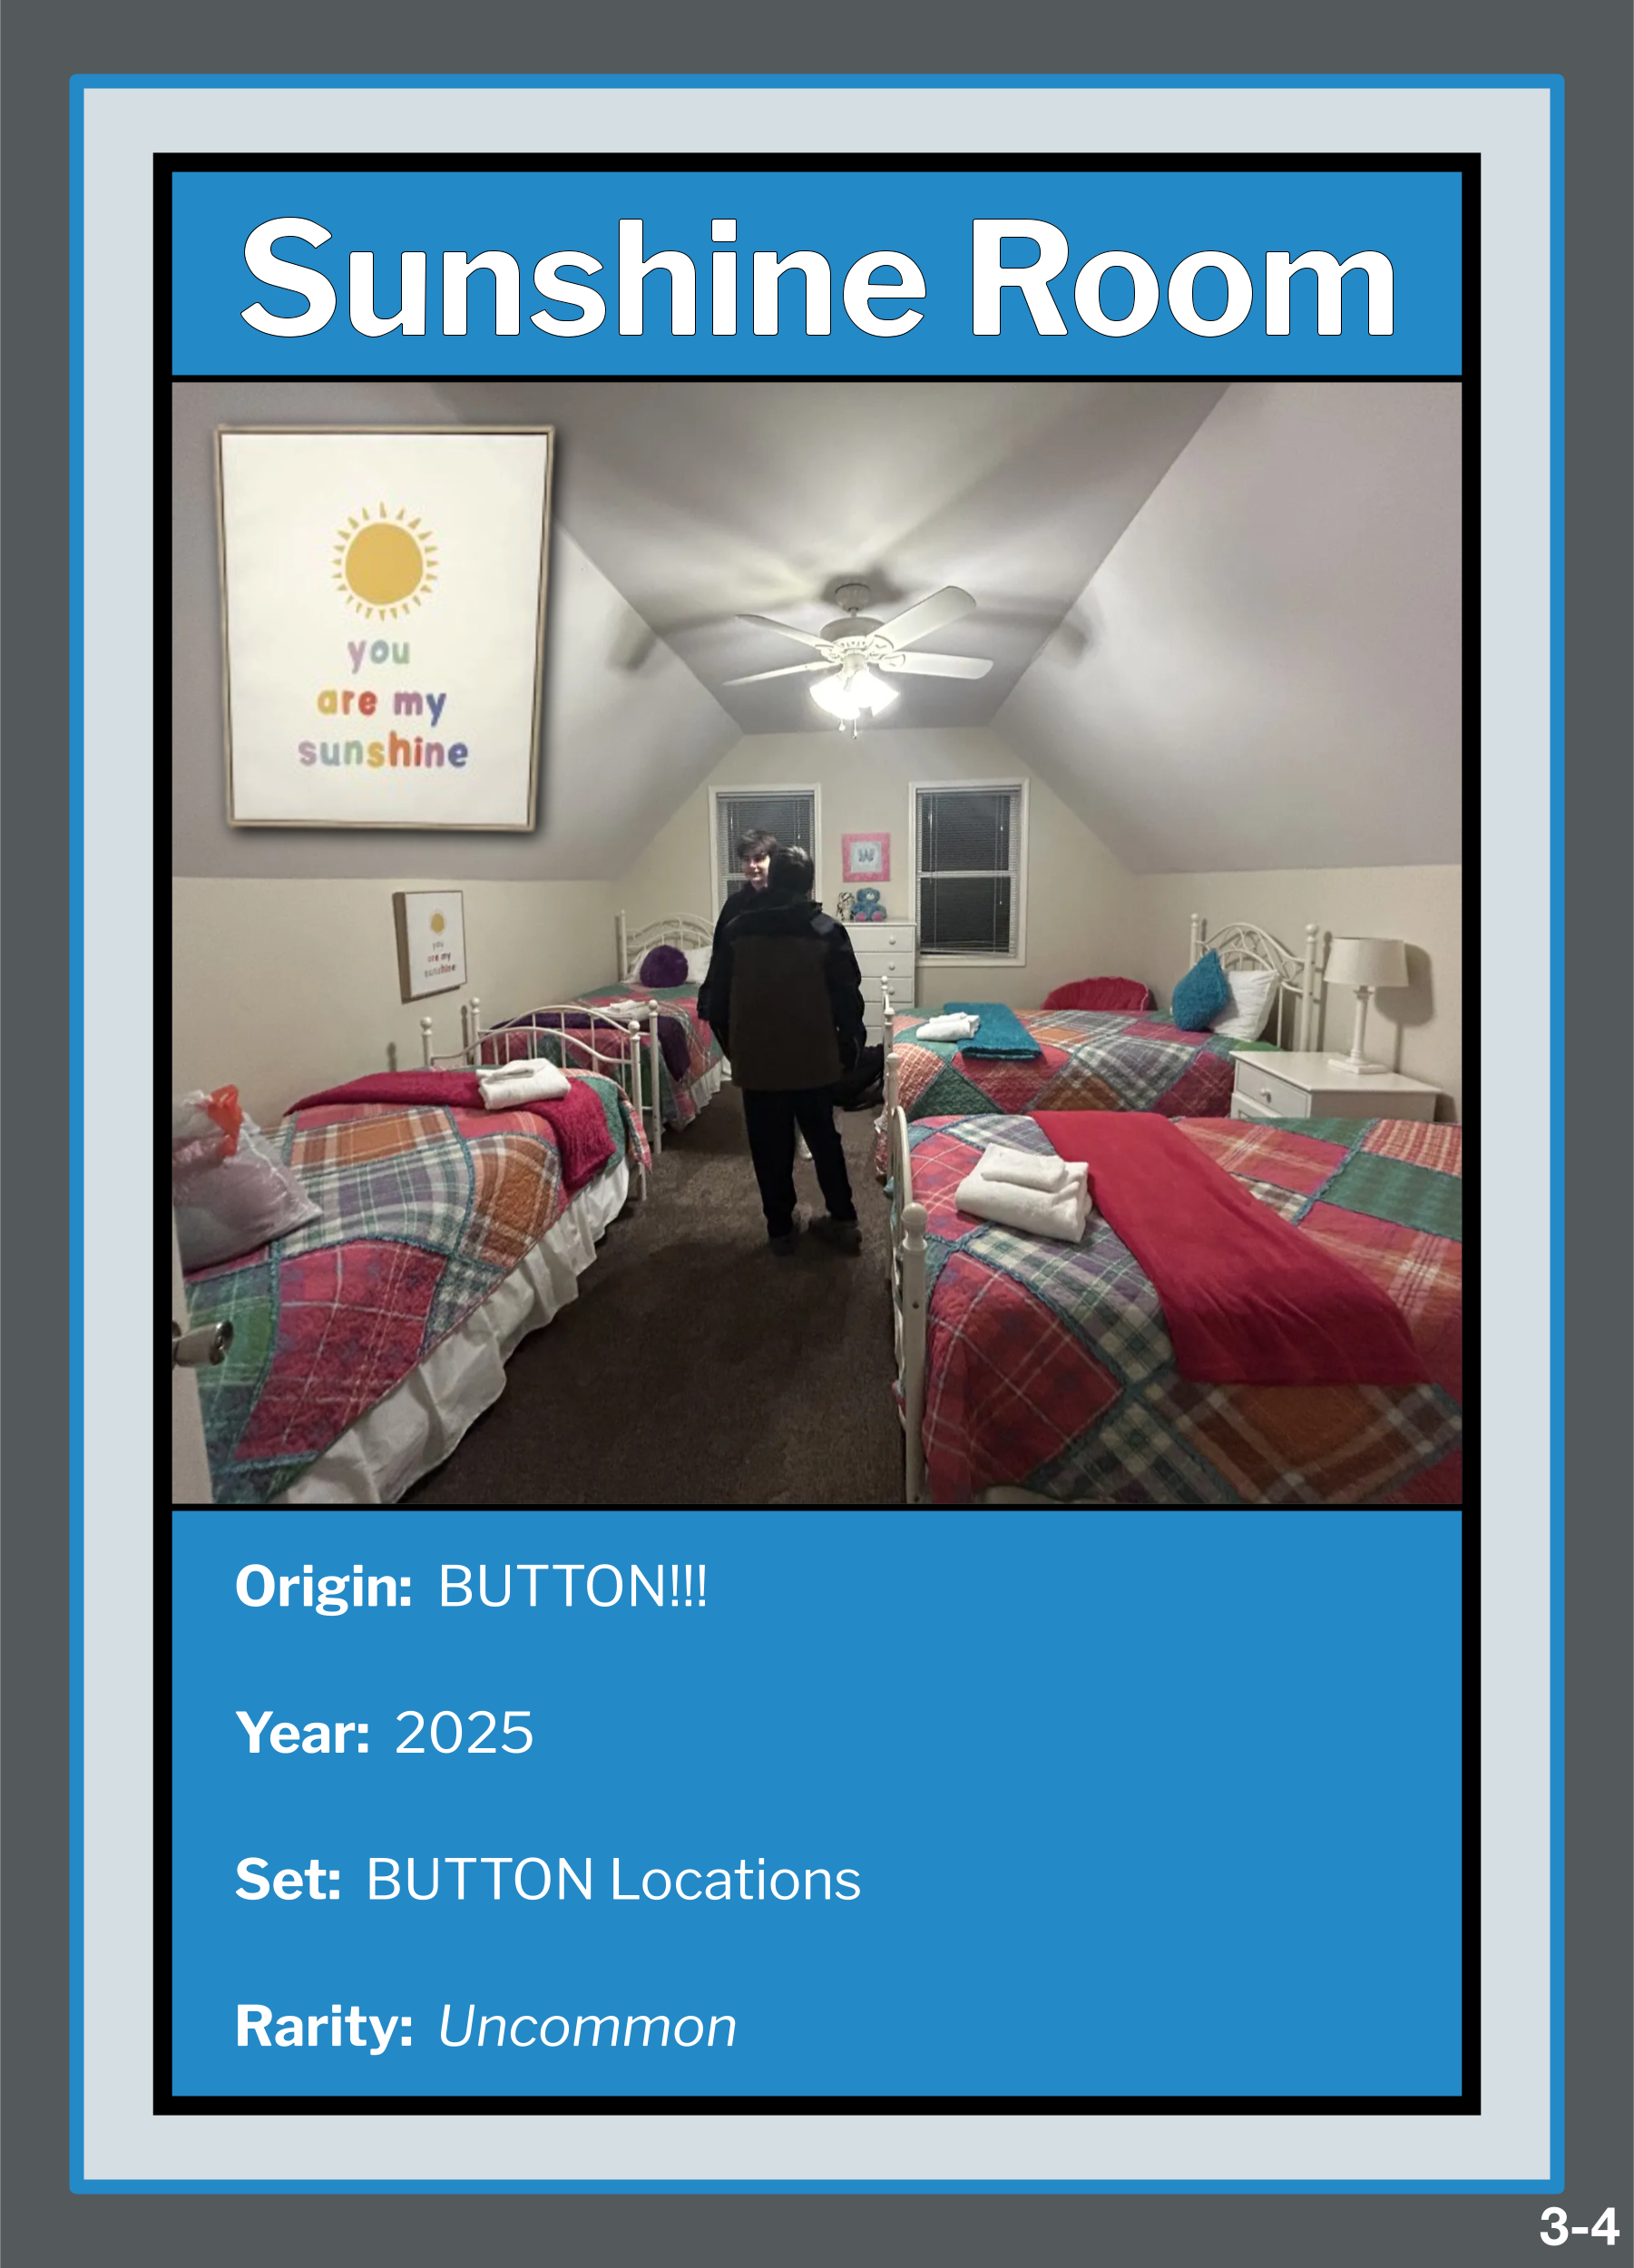 Sunshine Room
you
are my
sunshine
you
are my
sunshine
Origin: BUTTON!!!
Year: 2025
Set: BUTTON Locations
Rarity: Uncommon
3-4